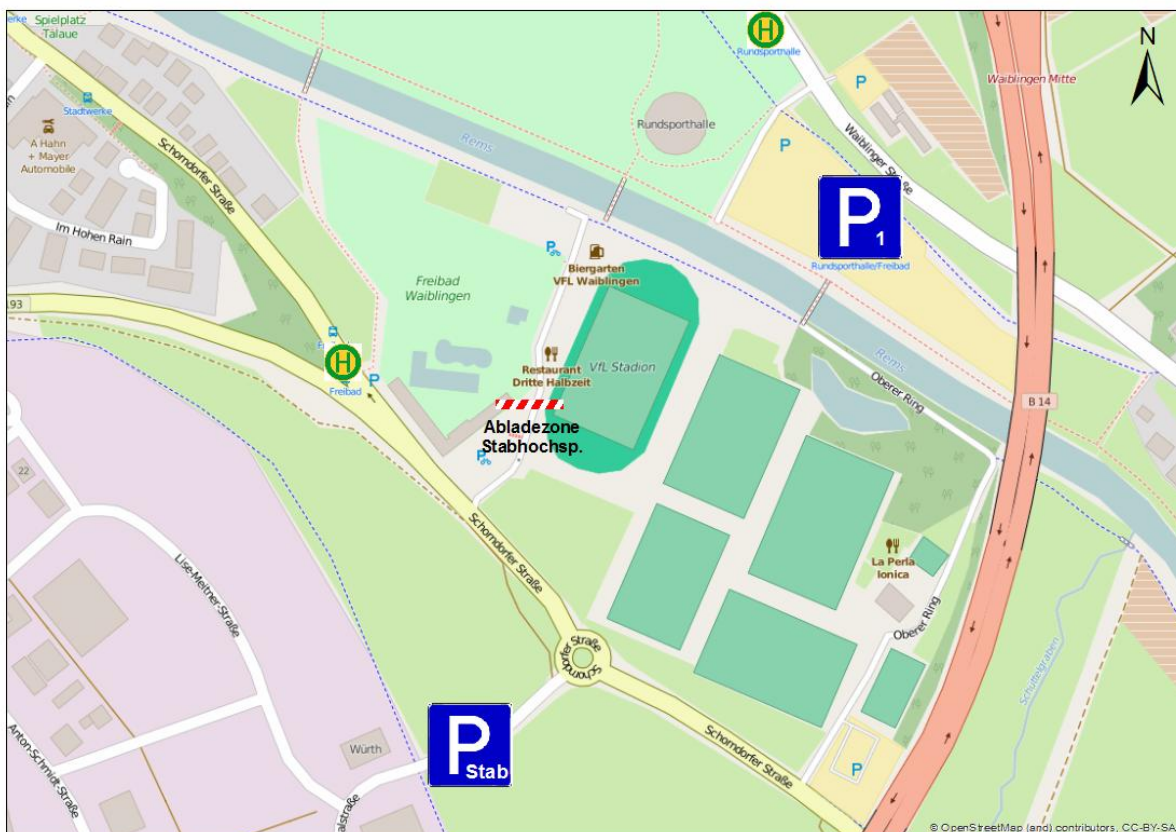 Spielplatz
Talaue
Stadtwerke
A Hahn
+ Mayer
Automobile
Im Hohen Rain
Schorndorfer Straße
193
H
Rundsporthalle
N
Waiblingen Mitte
P
P
Waiblinger Straße
Rundsporthalle
Rems
P
1
Rundsporthalle/Freibad
P
Biergarten
VFL Waiblingen
Freibad
Waiblingen
H
Freibad
P
Restaurant
Dritte Halbzeit
VfL Stadion
Abladezone
Stabhochsp.
P
Rems
Oberer Ring
B 14
22
Lise-Meitner-Straße
Schorndorfer Straße
La Perla
Ionica
Oberer Ring
Schüttelgraben
Schorndorfer Straße
P
Stab
Würth
Anton-Schmidt-Straße
alstraße
Schorndorfer Straße
P
© OpenStreetMap (and) contributors, CC-BY-SA